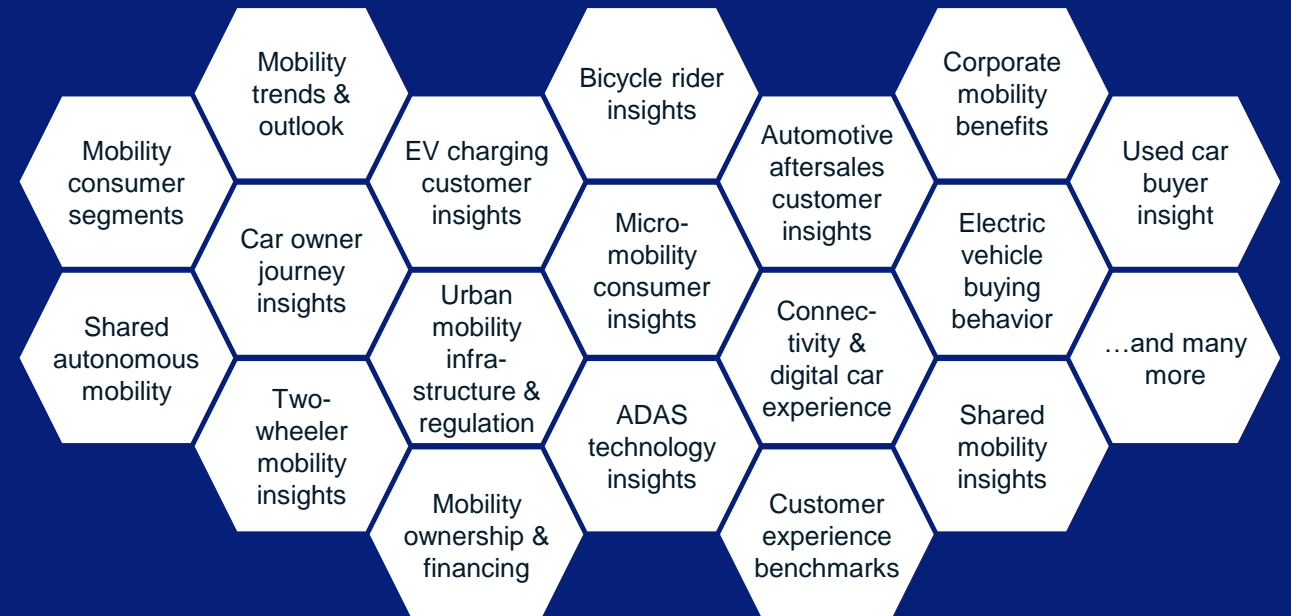 Mobility
trends &
outlook
Bicycle rider
insights
Corporate
mobility
benefits
Mobility
consumer
segments
EV charging
customer
insights
Automotive
aftersales
customer
insights
Used car
buyer
insight
Car owner
journey
insights
Micro-
mobility
consumer
insights
Electric
vehicle
buying
behavior
Shared
autonomous
mobility
Urban
mobility
infra-
structure &
regulation
Connec-
tivity &
digital car
experience
…and many
more
Two-
wheeler
mobility
insights
ADAS
technology
insights
Shared
mobility
insights
Mobility
ownership &
financing
Customer
experience
benchmarks